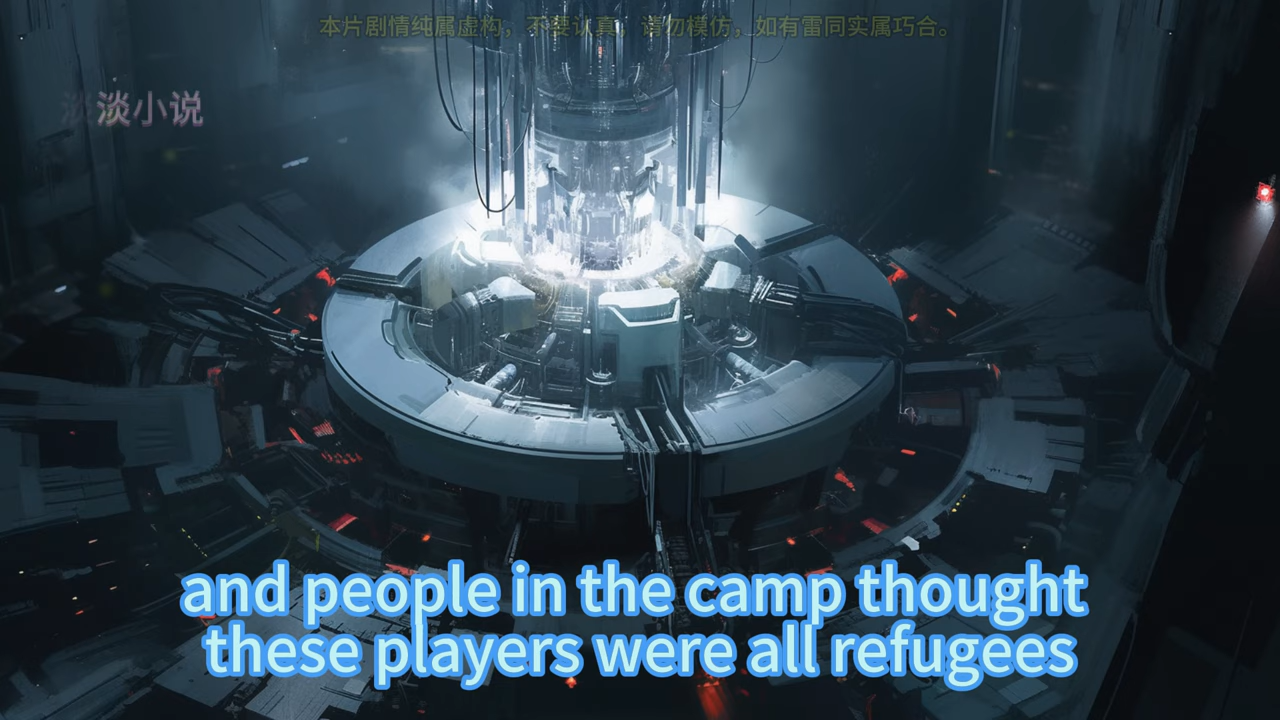 本片剧情纯属虚构，不要认真，请勿模仿，如有雷同实属巧合。
淡淡小说
and people in the camp thought
these players were all refugees